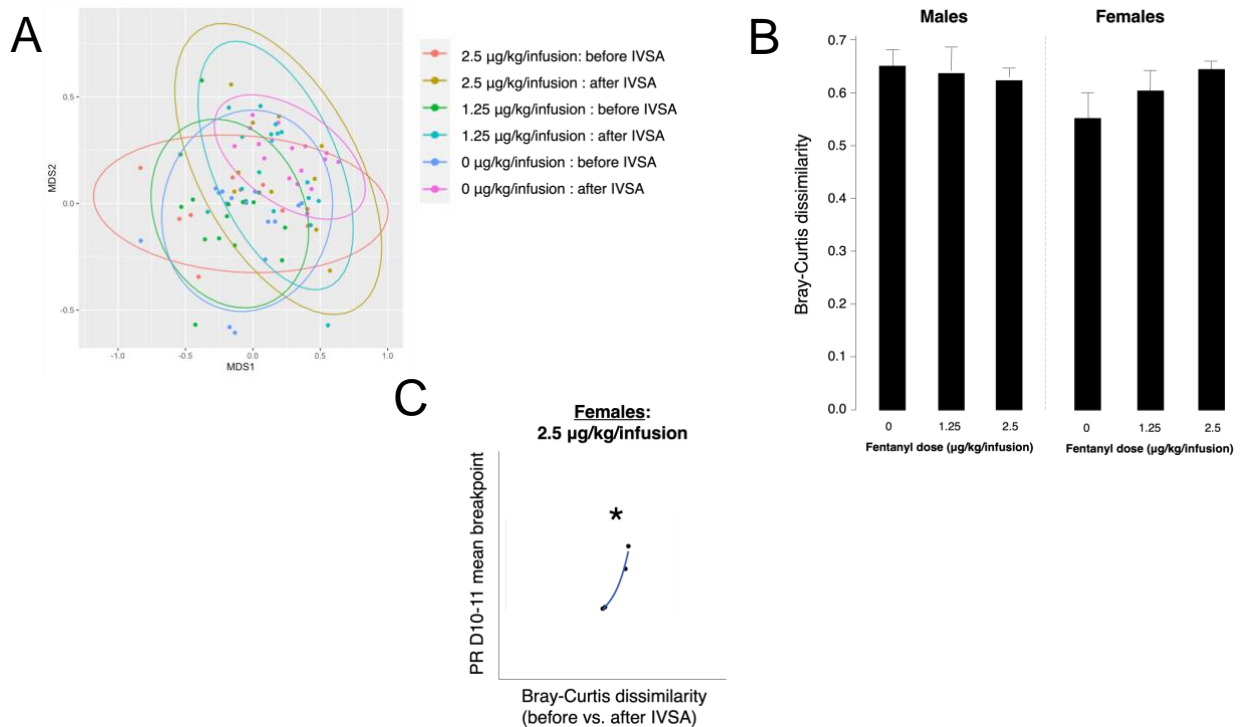 A
MDS2
0.5
0.0
-0.5
-1.0
-0.5
0.0
0.5
1.0
MDS1
2.5 µg/kg/infusion: before IVSA
2.5 µg/kg/infusion : after IVSA
1.25 µg/kg/infusion : before IVSA
1.25 µg/kg/infusion : after IVSA
0 µg/kg/infusion : before IVSA
0 µg/kg/infusion : after IVSA
B
Males
Females
Bray-Curtis dissimilarity
0.7
0.6
0.5
0.4
0.3
0.2
0.1
0.0
0
1.25
2.5
0
1.25
2.5
Fentanyl dose (µg/kg/infusion)
Fentanyl dose (µg/kg/infusion)
C
Females:
2.5 µg/kg/infusion
PR D10-11 mean breakpoint
*
Bray-Curtis dissimilarity
(before vs. after IVSA)